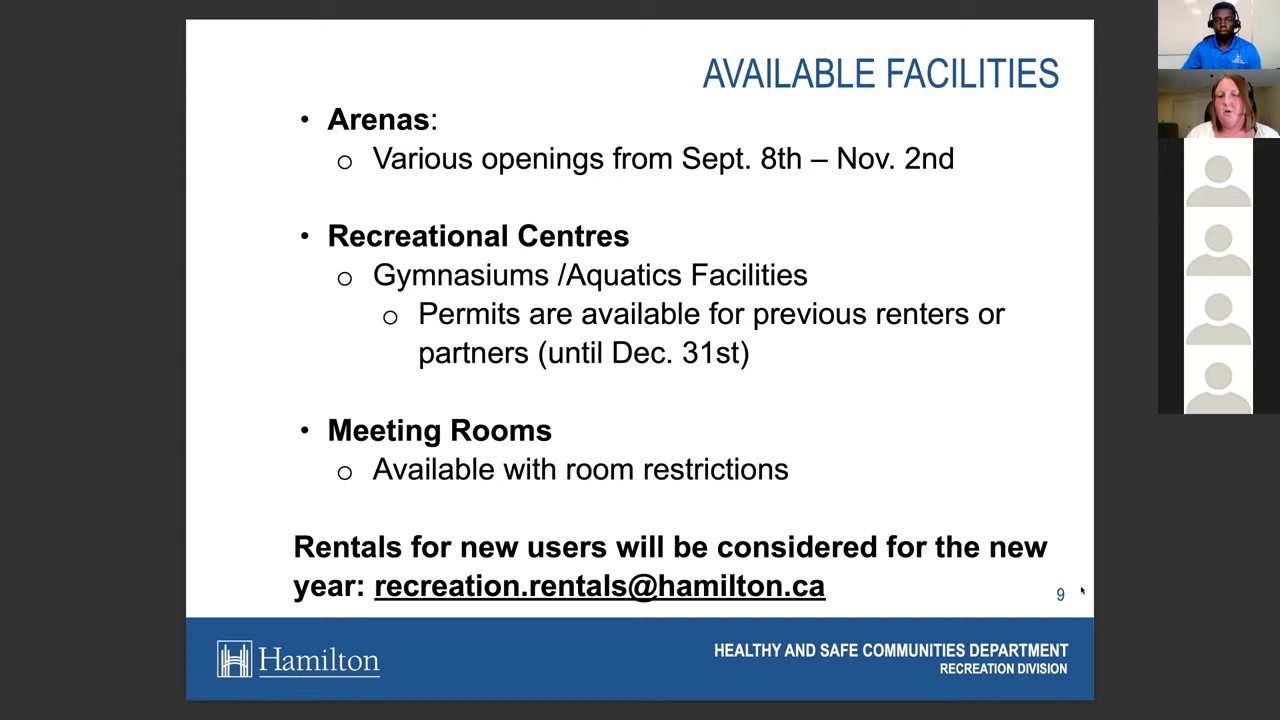 AVAILABLE FACILITIES
• Arenas:
o Various openings from Sept. 8th – Nov. 2nd
• Recreational Centres
o Gymnasiums /Aquatics Facilities
o Permits are available for previous renters or
partners (until Dec. 31st)
• Meeting Rooms
o Available with room restrictions
Rentals for new users will be considered for the new
year: recreation.rentals@hamilton.ca
9
Hamilton
HEALTHY AND SAFE COMMUNITIES DEPARTMENT
RECREATION DIVISION